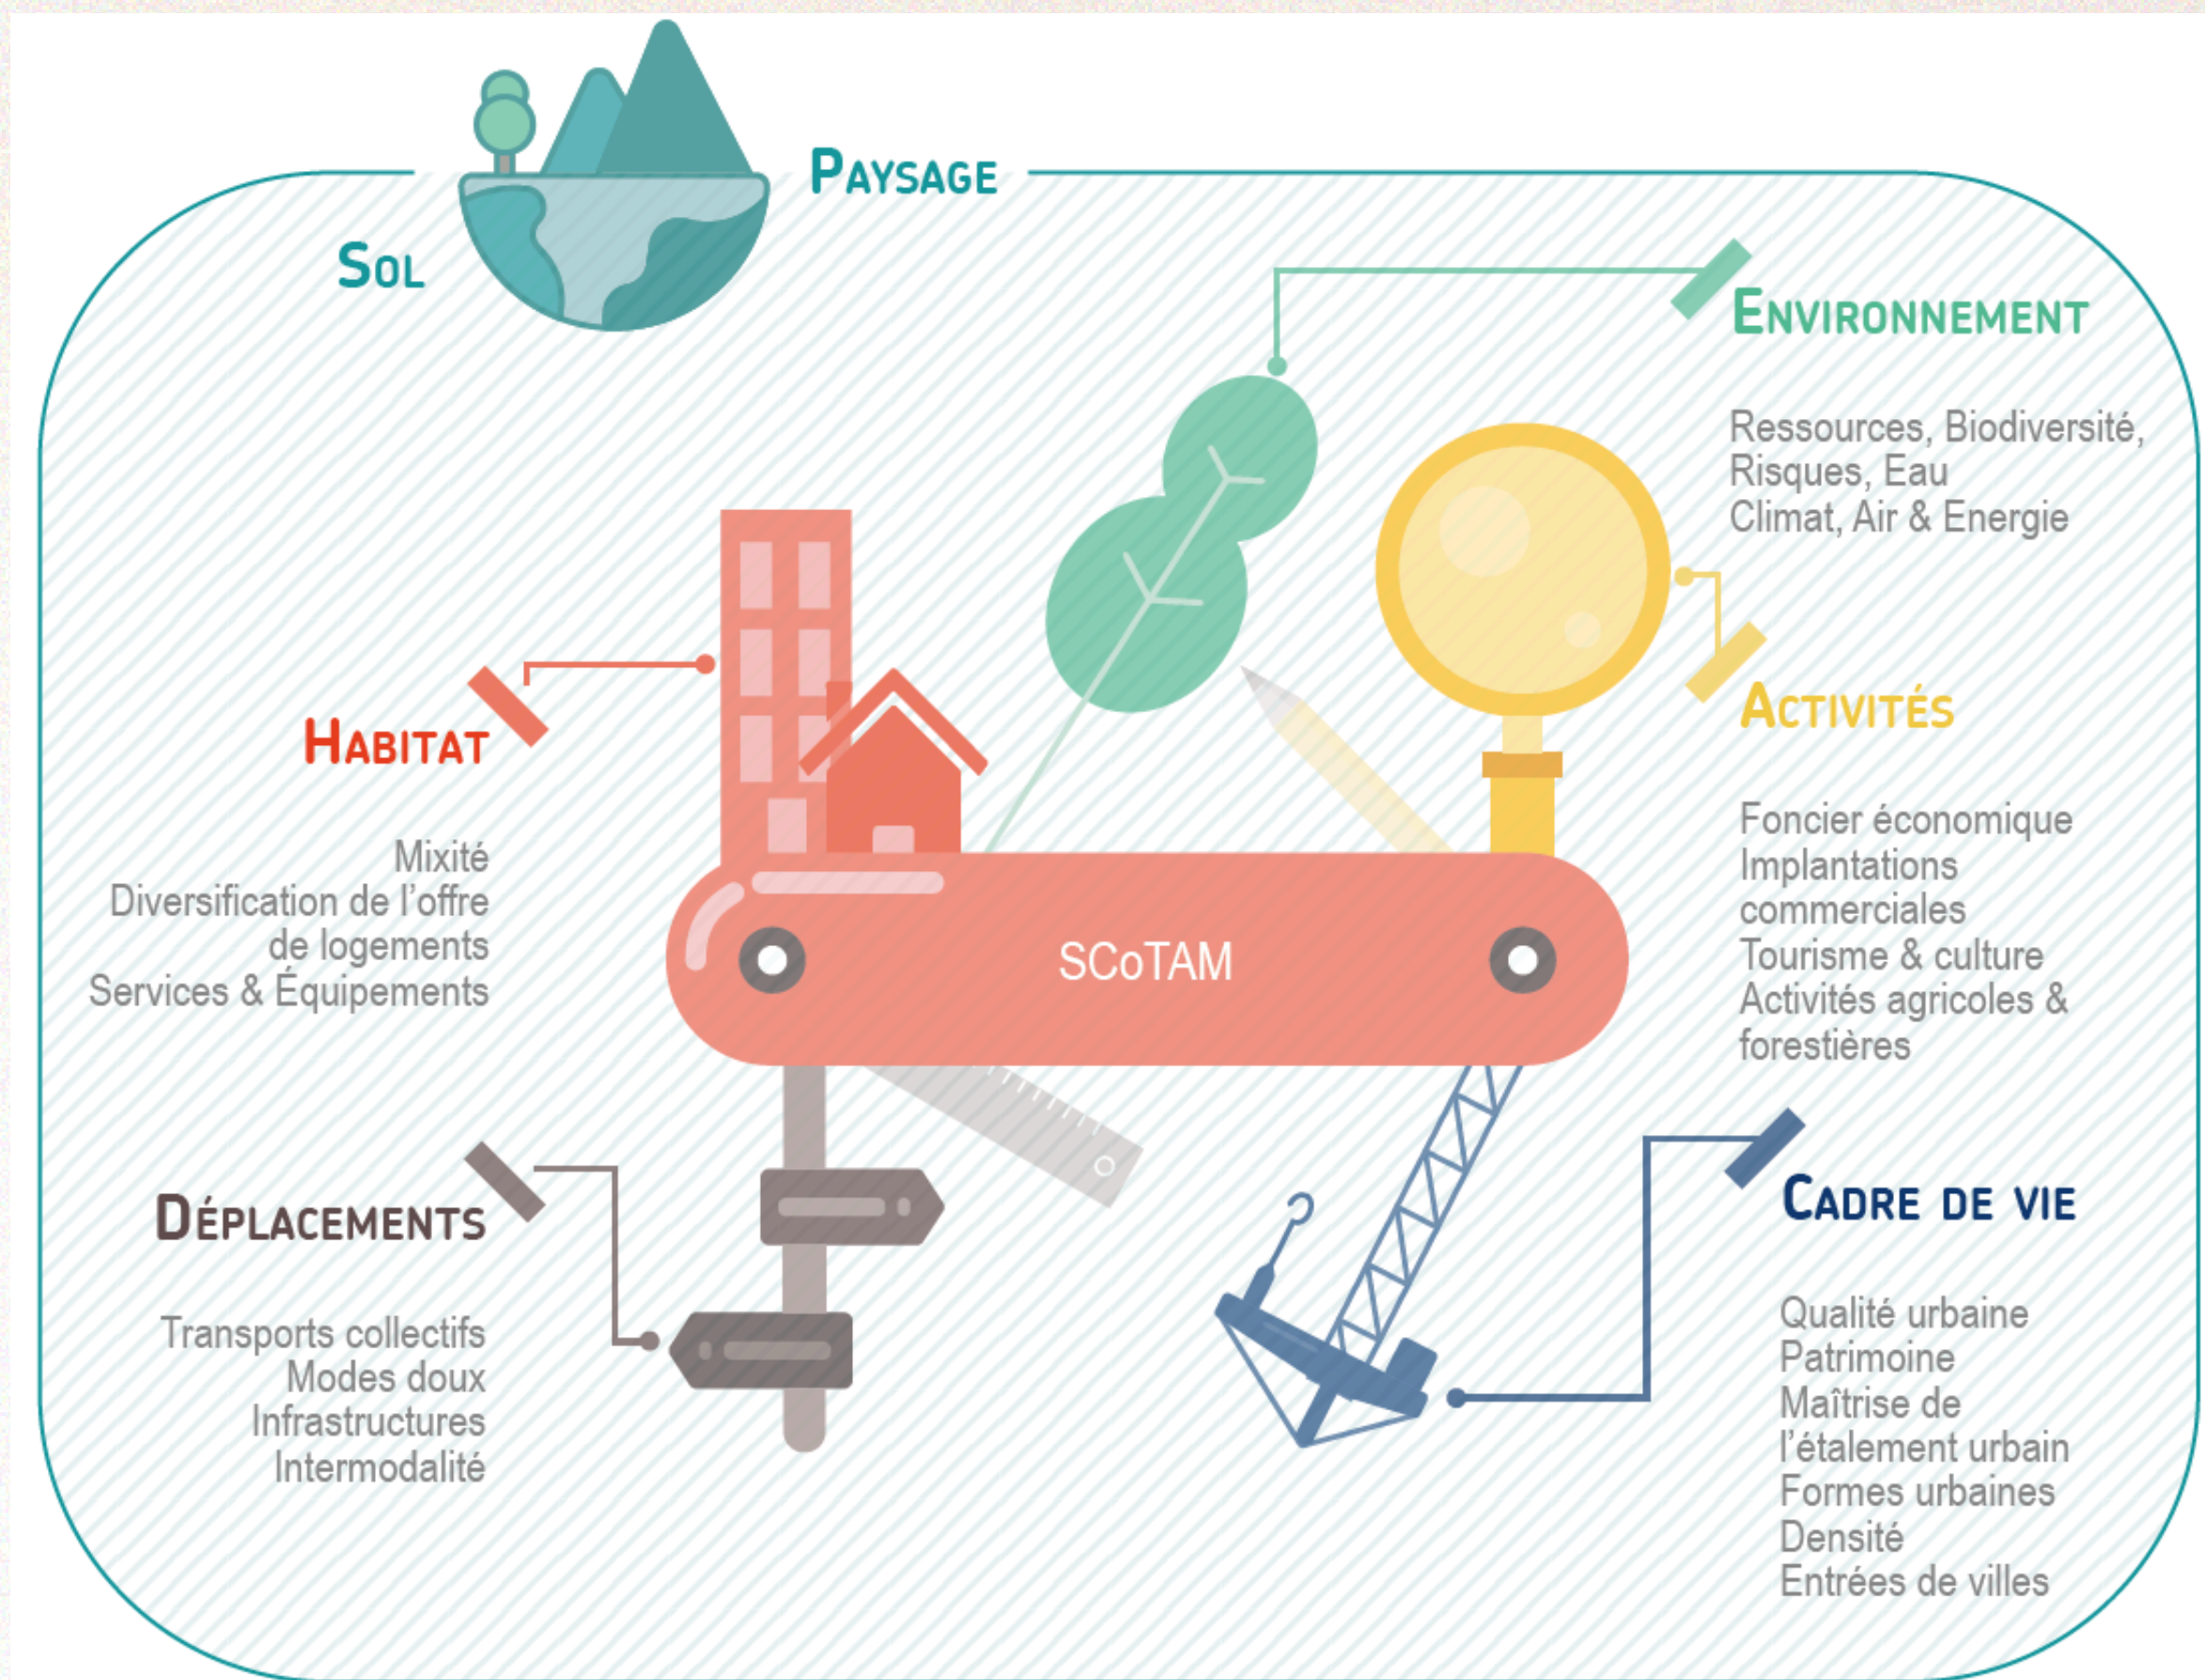 PAYSAGE
SOL
ENVIRONNEMENT
Ressources, Biodiversité,
Risques, Eau
Climat, Air & Energie
HABITAT
Mixité
Diversification de l'offre
de logements
Services & Équipements
ACTIVITÉS
Foncier économique
Implantations
commerciales
Tourisme & culture
Activités agricoles &
forestières
SCoTAM
DÉPLACEMENTS
Transports collectifs
Modes doux
Infrastructures
Intermodalité
CADRE DE VIE
Qualité urbaine
Patrimoine
Maîtrise de
l'étalement urbain
Formes urbaines
Densité
Entrées de villes